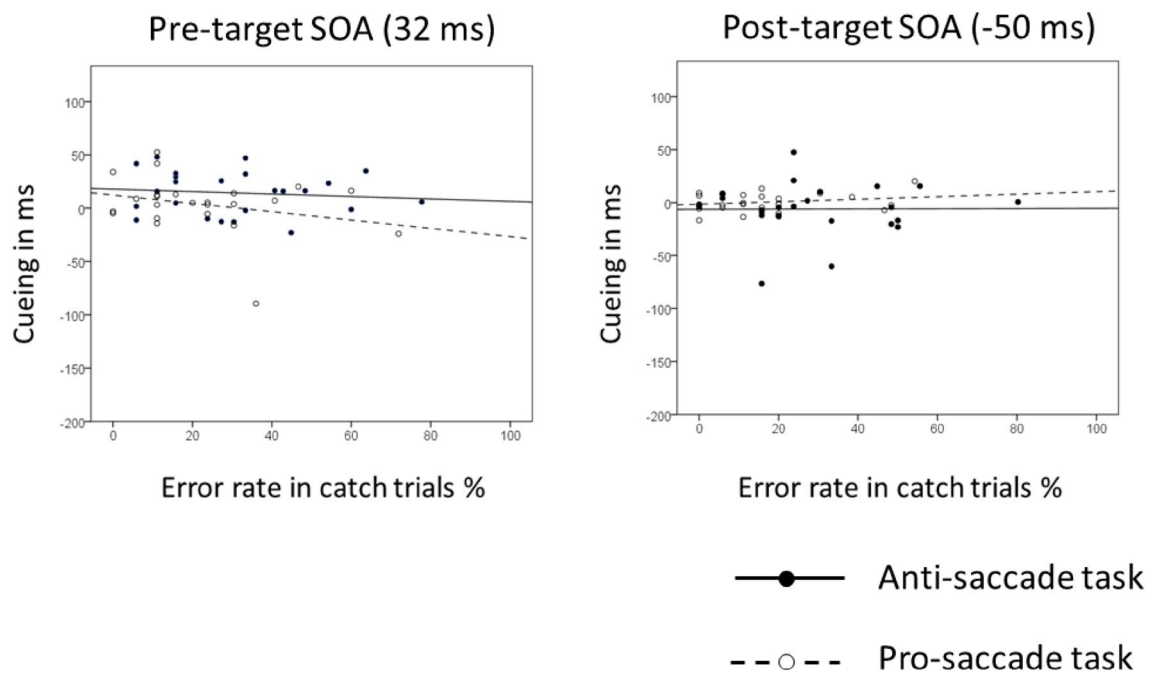 Pre-target SOA (32 ms)
Post-target SOA (-50 ms)
Cueing in ms
100
50
0
-50
-100
-150
-200
0 20 40 60 80 100
Error rate in catch trials %
Cueing in ms
100
50
0
-50
-100
-150
-200
0 20 40 60 80 100
Error rate in catch trials %
Anti-saccade task
Pro-saccade task